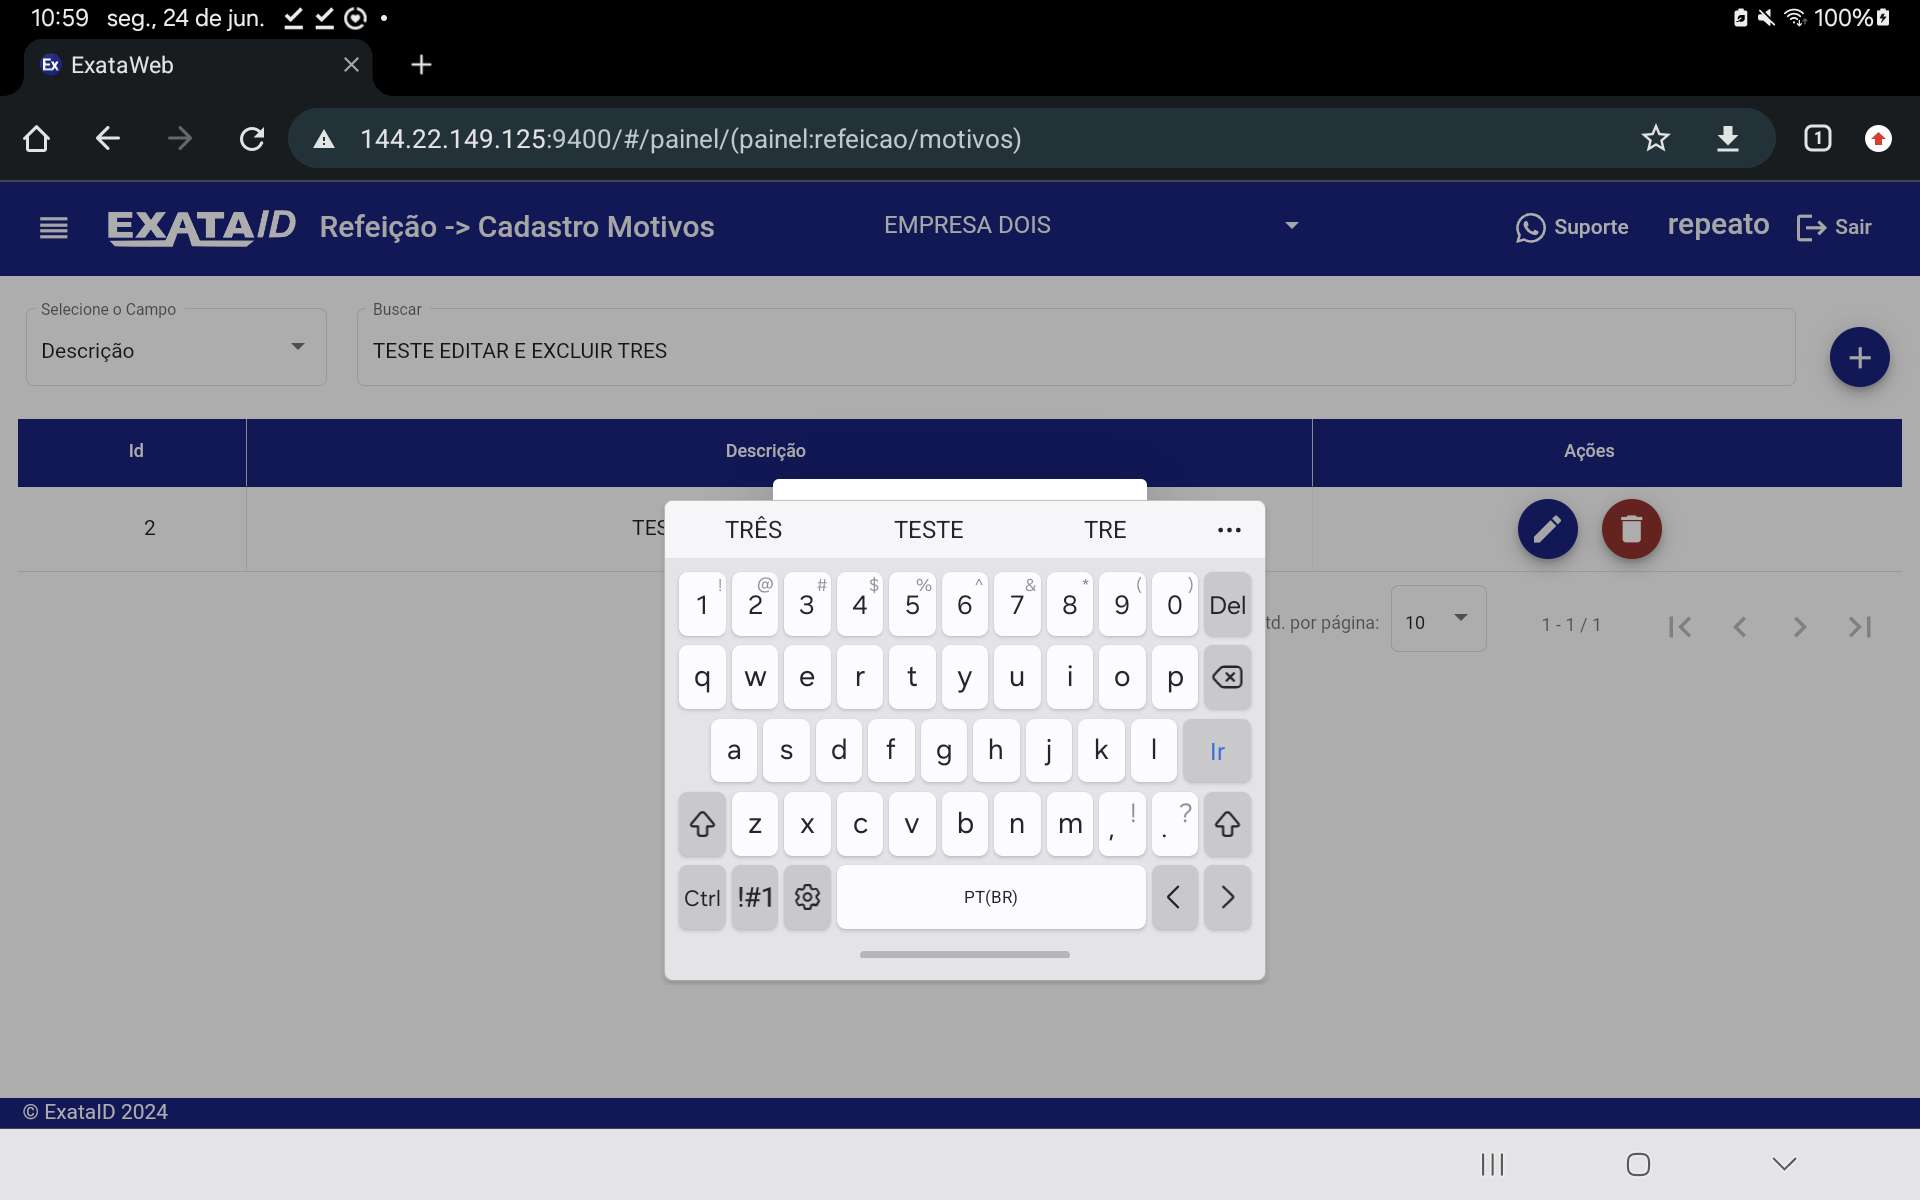 10:59 seg., 24 de jun. 100%
Ex ExataWeb
144.22.149.125:9400/#/painel/(painel:refeicao/motivos) 1
EXATAID Refeição -> Cadastro Motivos EMPRESA DOIS Suporte repeato Sair
Selecione o Campo Buscar
Descrição TESTE EDITAR E EXCLUIR TRES
Id Descrição Ações
2 TES
TRÊS TESTE TRE
! @ # $ % ^ & * ( )
1 2 3 4 5 6 7 8 9 0 Del
td. por página: 10 1 - 1 / 1
q w e r t y u i o p
a s d f g h j k l Ir
z x c v b n m , ! . ?
Ctrl !#1 PT(BR)
© ExataID 2024